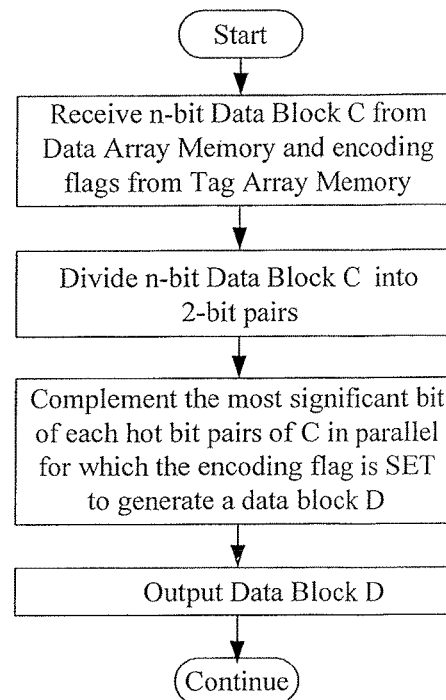 Start
Receive n-bit Data Block C from
Data Array Memory and encoding
flags from Tag Array Memory
Divide n-bit Data Block C into
2-bit pairs
Complement the most significant bit
of each hot bit pairs of C in parallel
for which the encoding flag is SET
to generate a data block D
Output Data Block D
Continue